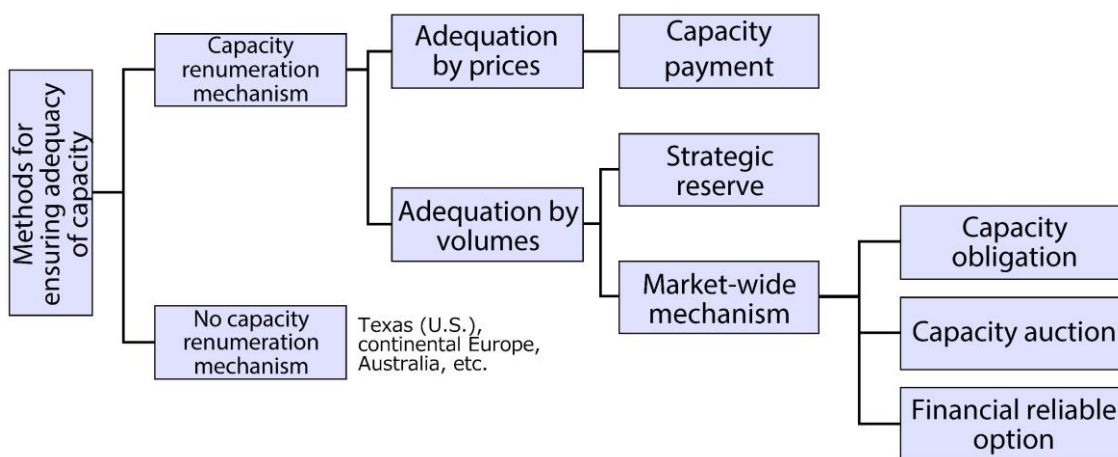 Methods for
ensuring adequacy
of capacity
Capacity
renumeration
mechanism
Adequation
by prices
Capacity
payment
Adequation by
volumes
Strategic
reserve
Market-wide
mechanism
Capacity
obligation
Capacity auction
Financial reliable
option
No capacity
renumeration
mechanism
Texas (U.S.),
continental Europe,
Australia, etc.